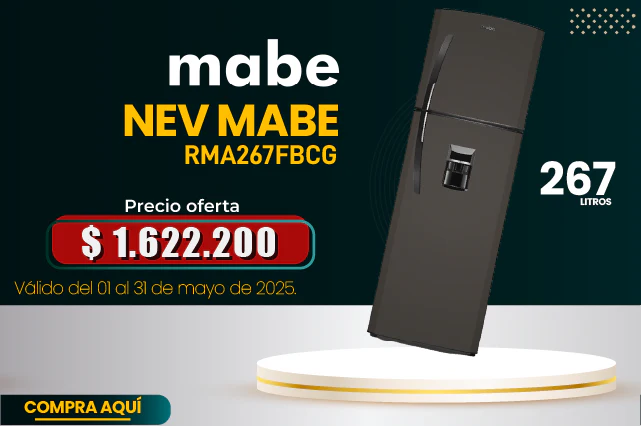 mabe
NEV MABE
RMA267FBCG
Precio oferta
$ 1.622.200
Válido del 01 al 31 de mayo de 2025.
267
LITROS
COMPRA AQUÍ